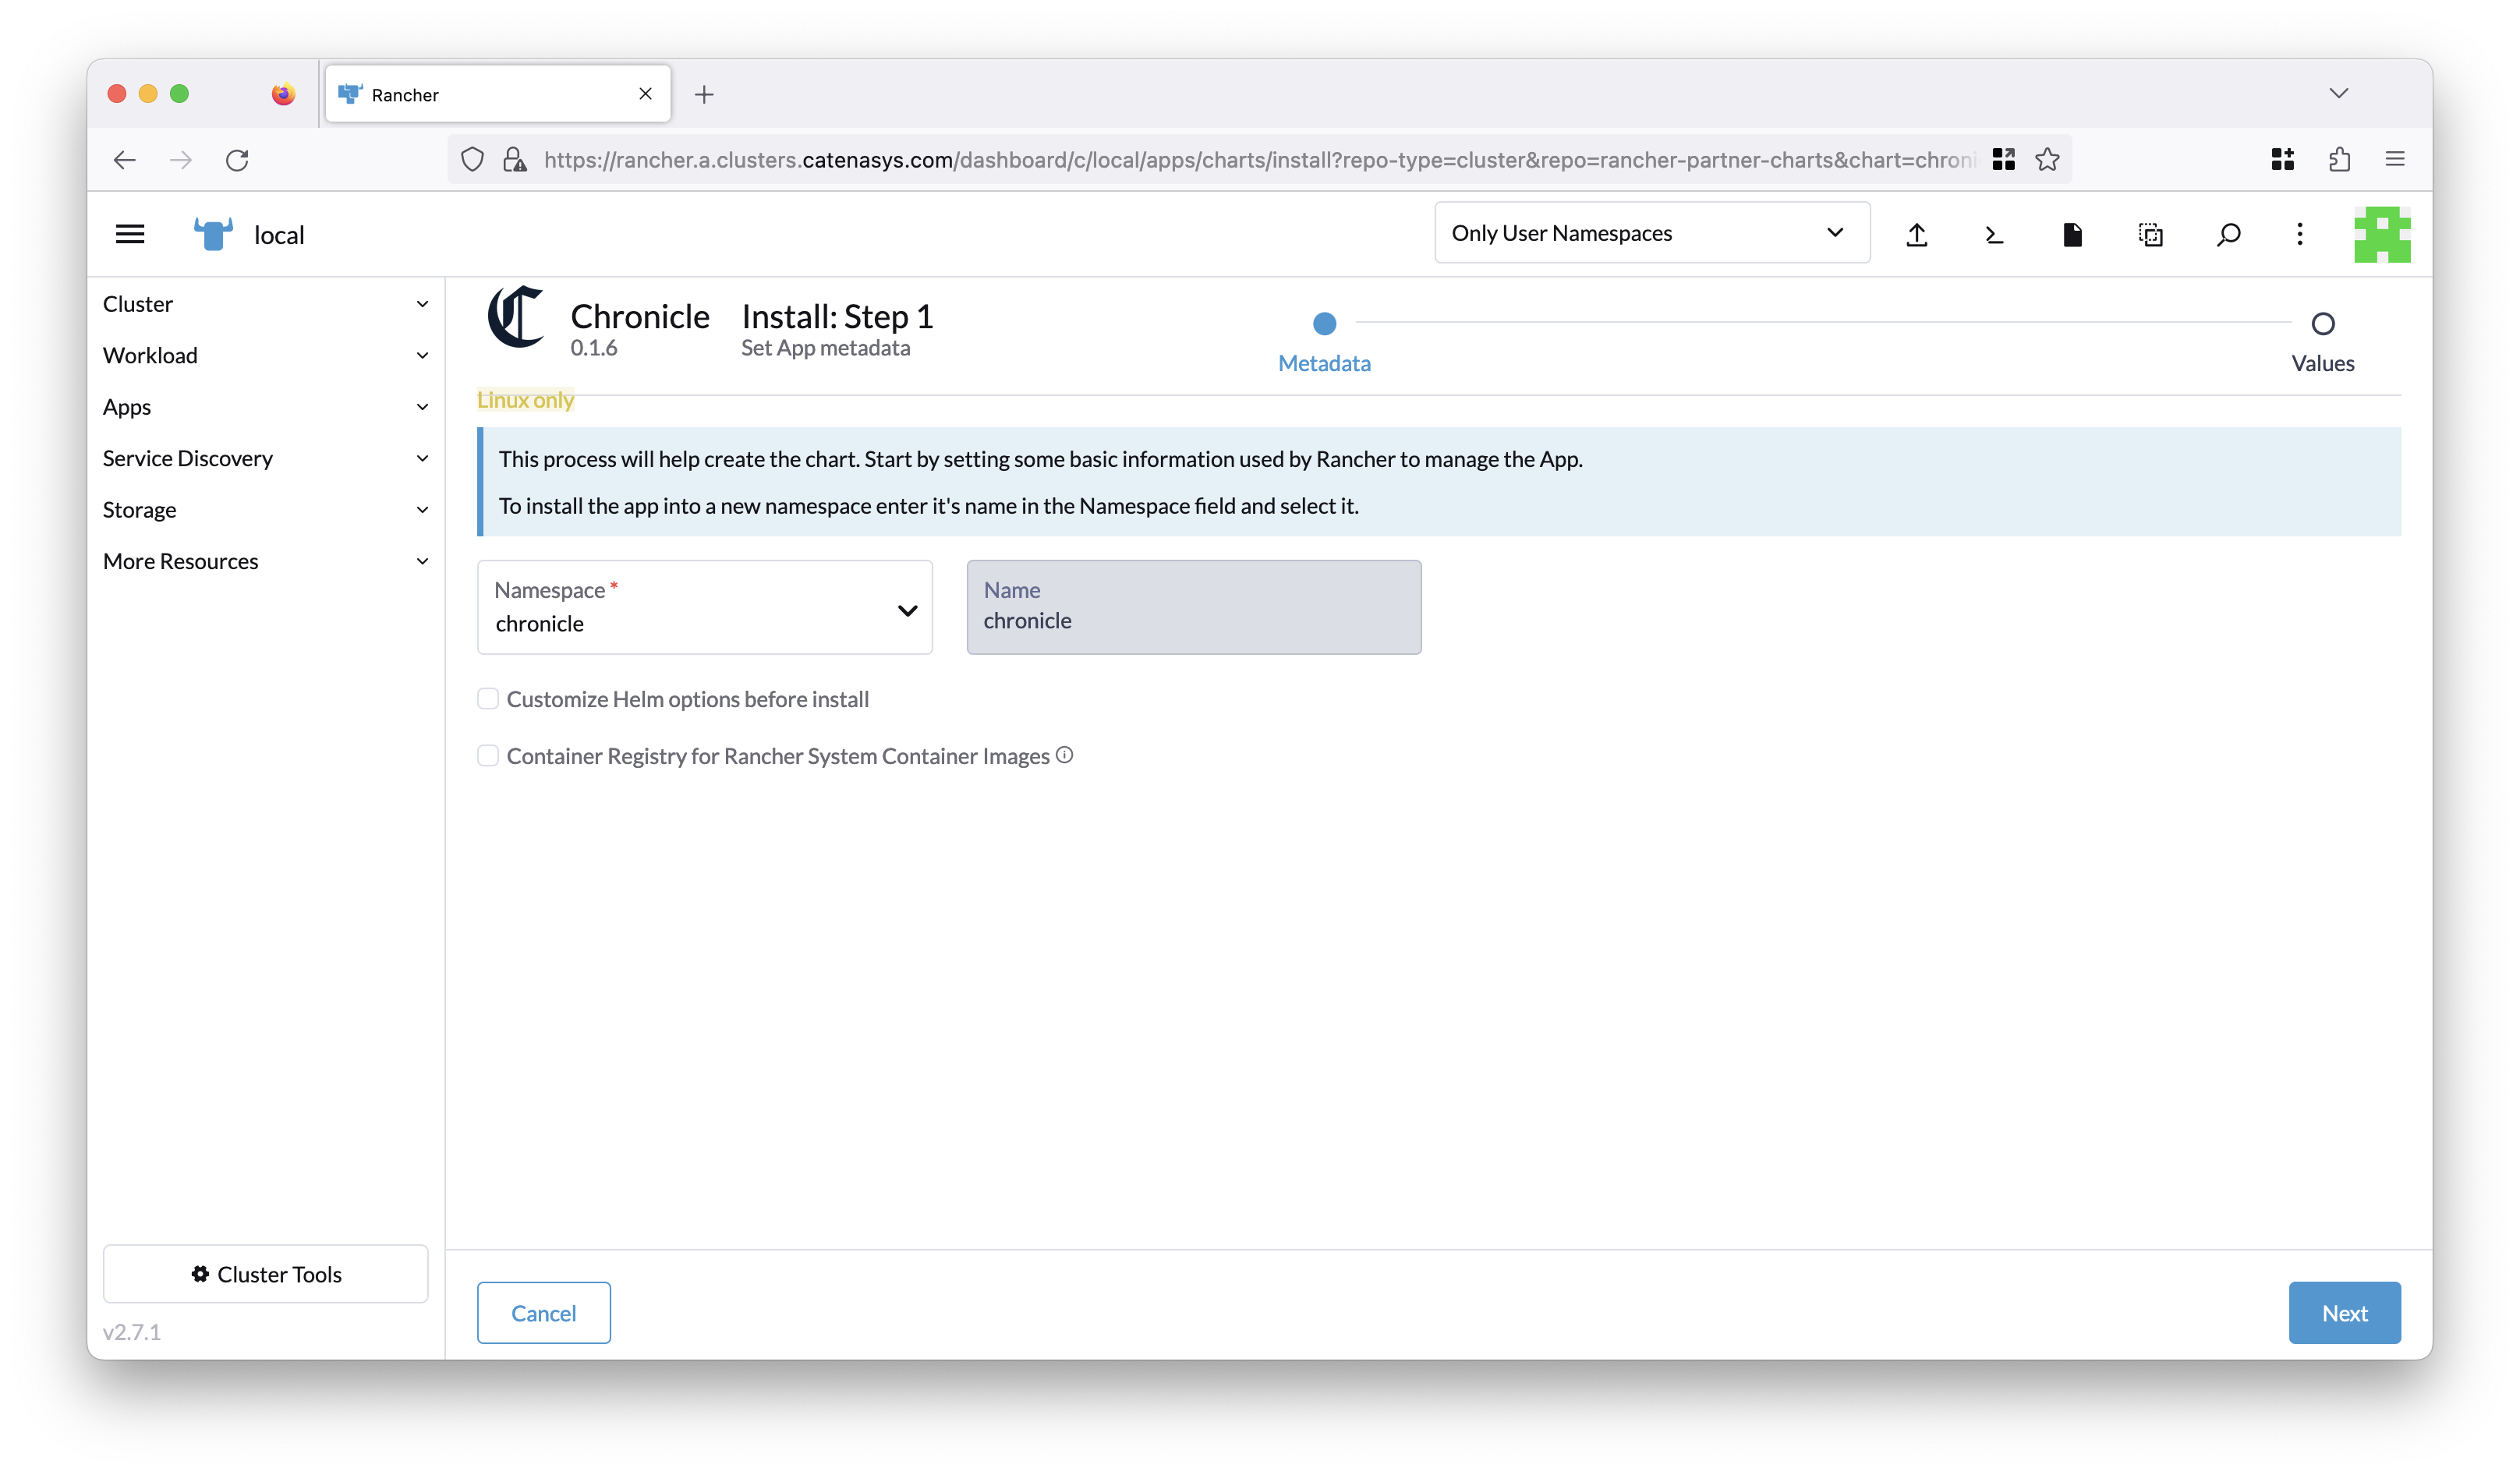 Rancher
https://rancher.a.clusters.catenasys.com/dashboard/c/local/apps/charts/install?repo-type=cluster&repo=rancher-partner-charts&chart=chroni
local
Only User Namespaces
Cluster
Workload
Apps
Service Discovery
Storage
More Resources
Cluster Tools
v2.7.1
C
Chronicle
0.1.6
Install: Step 1
Set App metadata
Metadata
Values
Linux only
This process will help create the chart. Start by setting some basic information used by Rancher to manage the App.
To install the app into a new namespace enter it's name in the Namespace field and select it.
Namespace *
chronicle
Name
chronicle
Customize Helm options before install
Container Registry for Rancher System Container Images
Cancel
Next